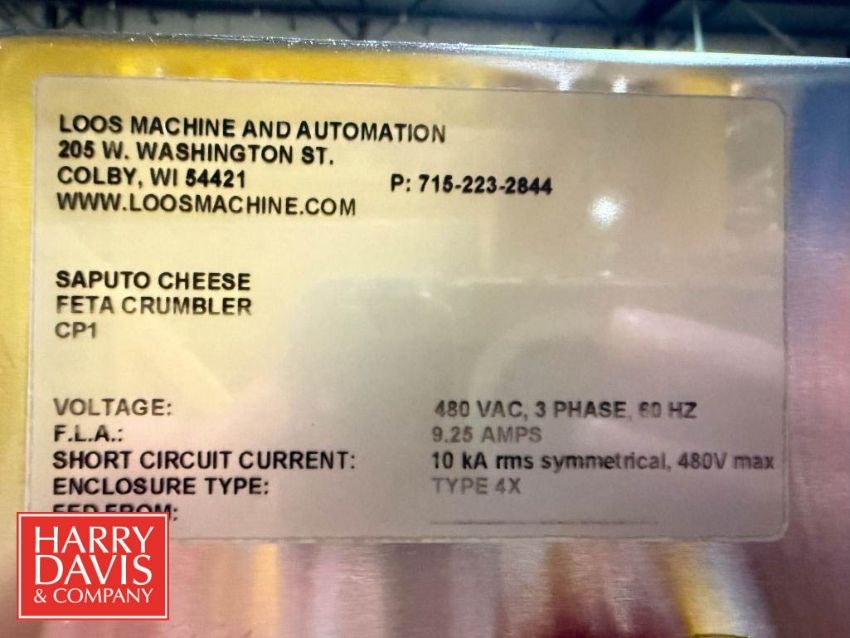 LOOS MACHINE AND AUTOMATION
205 W. WASHINGTON ST.
COLBY, WI 54421 P: 715-223-2844
WWW.LOOSMACHINE.COM
SAPUTO CHEESE
FETA CRUMBLER
CP1
VOLTAGE: 480 VAC, 3 PHASE, 60 HZ
F.L.A.: 9.25 AMPS
SHORT CIRCUIT CURRENT: 10 kA rms symmetrical, 480V max
ENCLOSURE TYPE: TYPE 4X
FED FROM:
HARRY
DAVIS
& COMPANY